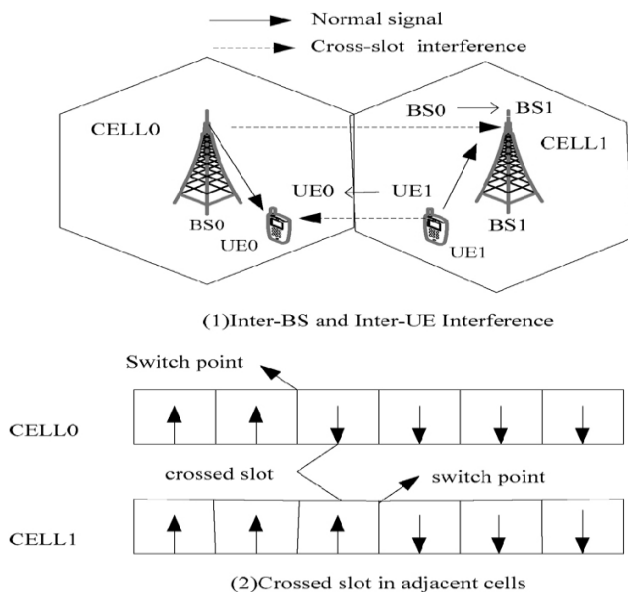 Normal signal
Cross-slot interference
BS0 BS1
CELL0
CELL1
UE0 UE1
BS0
UE0
BS1
UE1
(1)Inter-BS and Inter-UE Interference
Switch point
CELL0
crossed slot
switch point
CELL1
(2)Crossed slot in adjacent cells